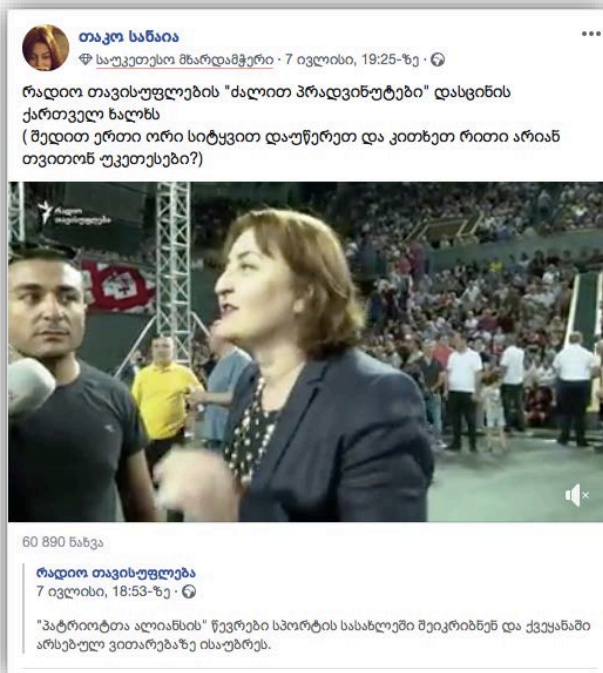 თაკო სანაია
საუკეთესო მხარდამჭერი · 7 ივლისი, 19:25-ზე ·
რადიო თავისუფლების "ძალით პრადვინუტები" დასცინის
ქართველ ხალხს
( შედით ერთი ორი სიტყვით დაუწერეთ და კითხეთ რითი არიან
თვითონ უკეთესები?)
რადიო
თავისუფლება
60 890 ნახვა
რადიო თავისუფლება
7 ივლისი, 18:53-ზე ·
"პატრიოტთა ალიანსის" წევრები სპორტის სასახლეში შეიკრიბნენ და ქვეყანაში
არსებულ ვითარებაზე ისაუბრეს.